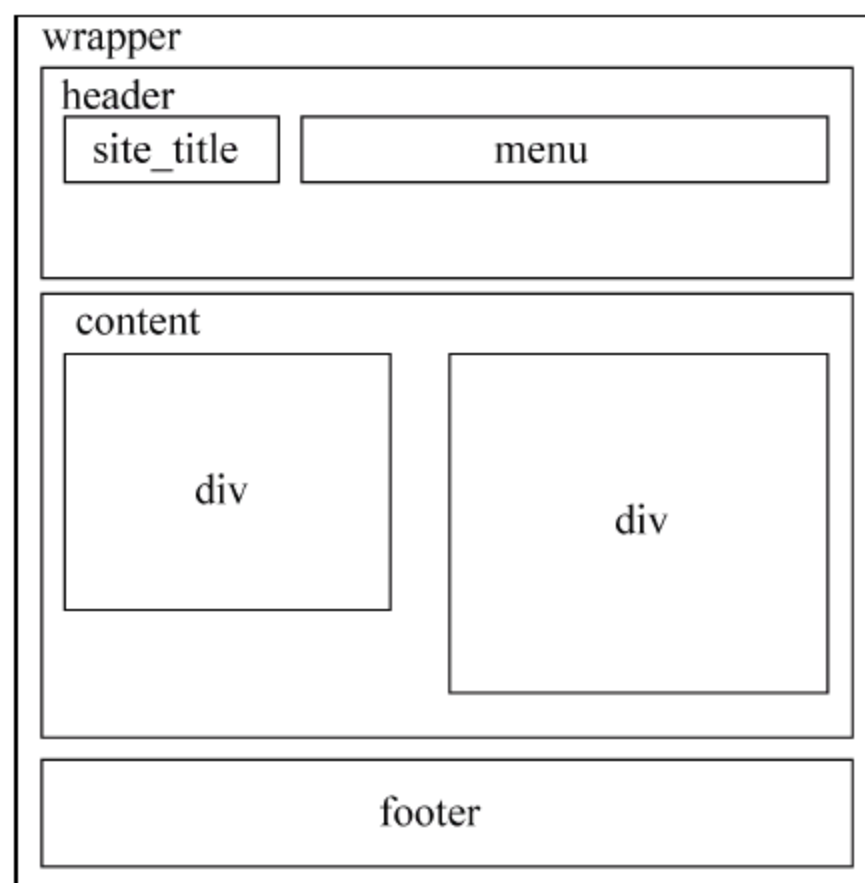 wrapper
header
site_title menu
content
div
div
footer